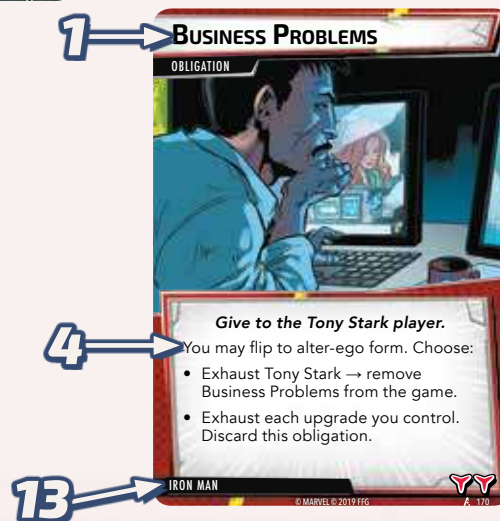 1
BUSINESS PROBLEMS
OBLIGATION
Give to the Tony Stark player.
4
You may flip to alter-ego form. Choose:
• Exhaust Tony Stark → remove
Business Problems from the game.
• Exhaust each upgrade you control.
Discard this obligation.
13
IRON MAN
© MARVEL © 2019 FFG
170